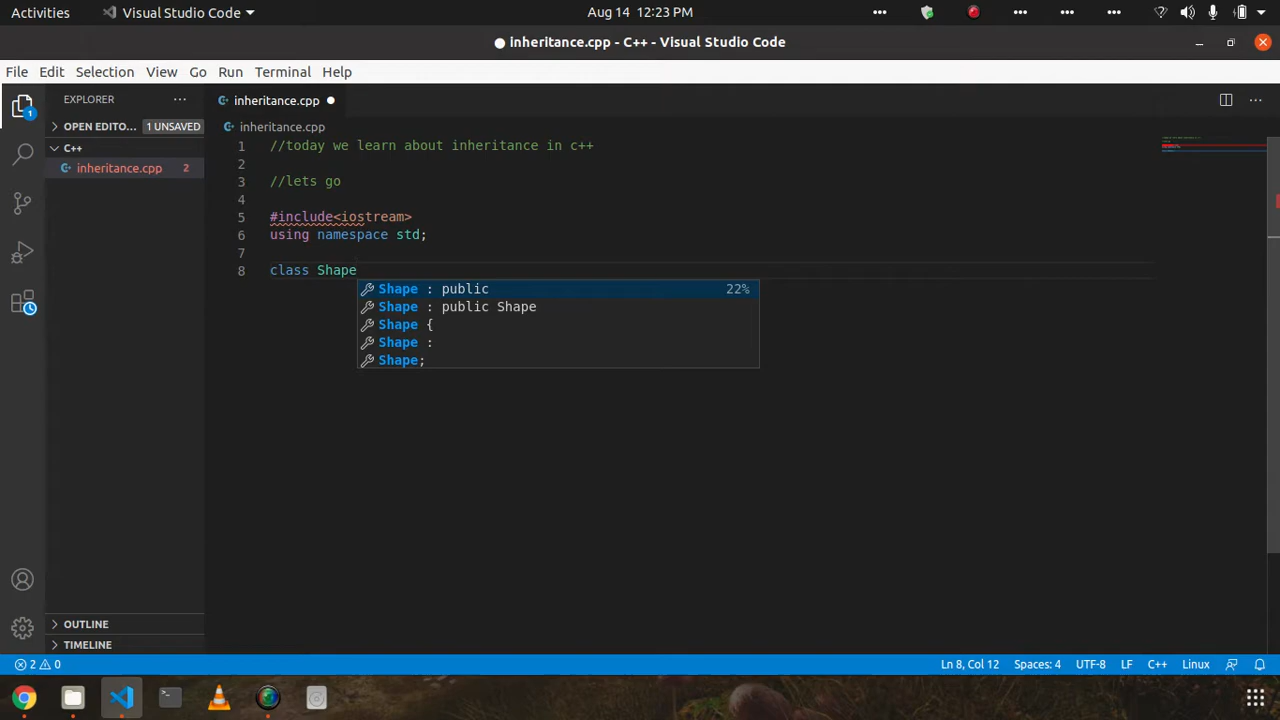 Activities Visual Studio Code Aug 14 12:23 PM
inheritance.cpp - C++ - Visual Studio Code
File Edit Selection View Go Run Terminal Help
EXPLORER
inheritance.cpp
OPEN EDITO... 1 UNSAVED
C++
inheritance.cpp 2
1
inheritance.cpp
1 //today we learn about inheritance in c++
2
3 //lets go
4
5 #include<iostream>
6 using namespace std;
7
8 class Shape
Shape : public 22%
Shape : public Shape
Shape {
Shape :
Shape;
OUTLINE
TIMELINE
2 0 Ln 8, Col 12 Spaces: 4 UTF-8 LF C++ Linux